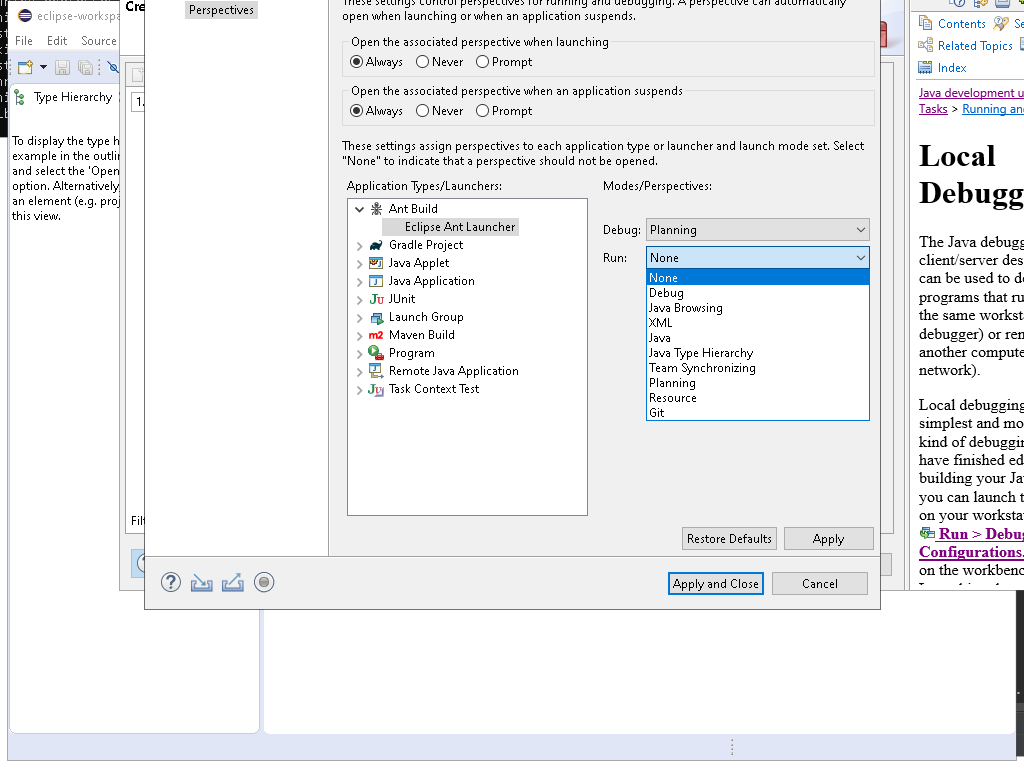 eclipse-workspa
File Edit Source
Type Hierarchy
To display the type h
example in the outlin
and select the 'Open
option. Alternatively
an element (e.g. proj
this view.
Cre
1.
Filt
Perspectives
These settings control perspectives for running and debugging. A perspective can automatically
open when launching or when an application suspends.
Open the associated perspective when launching
Always Never Prompt
Open the associated perspective when an application suspends
Always Never Prompt
These settings assign perspectives to each application type or launcher and launch mode set. Select
"None" to indicate that a perspective should not be opened.
Application Types/Launchers:
Ant Build
Eclipse Ant Launcher
Gradle Project
Java Applet
Java Application
JUnit
Launch Group
Maven Build
Program
Remote Java Application
Task Context Test
Modes/Perspectives:
Debug: Planning
Run: None
None
Debug
Java Browsing
XML
Java
Java Type Hierarchy
Team Synchronizing
Planning
Resource
Git
Restore Defaults Apply
Apply and Close Cancel
Contents Se
Related Topics
Index
Java development u
Tasks > Running and
Local
Debugg
The Java debugg
client/server des
can be used to de
programs that ru
the same worksta
debugger) or rem
another compute
network).
Local debugging
simplest and mo
kind of debuggin
have finished ed
building your Jav
you can launch t
on your worksta
Run > Debug
Configurations.
on the workbenc